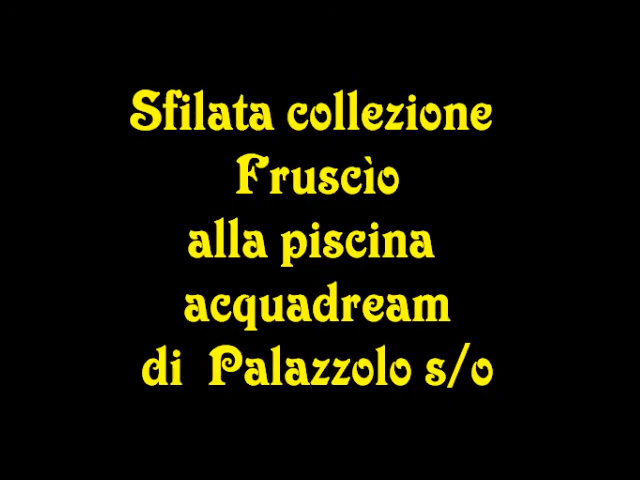 Sfilata collezione
Fruscìo
alla piscina
acquadream
di Palazzolo s/o